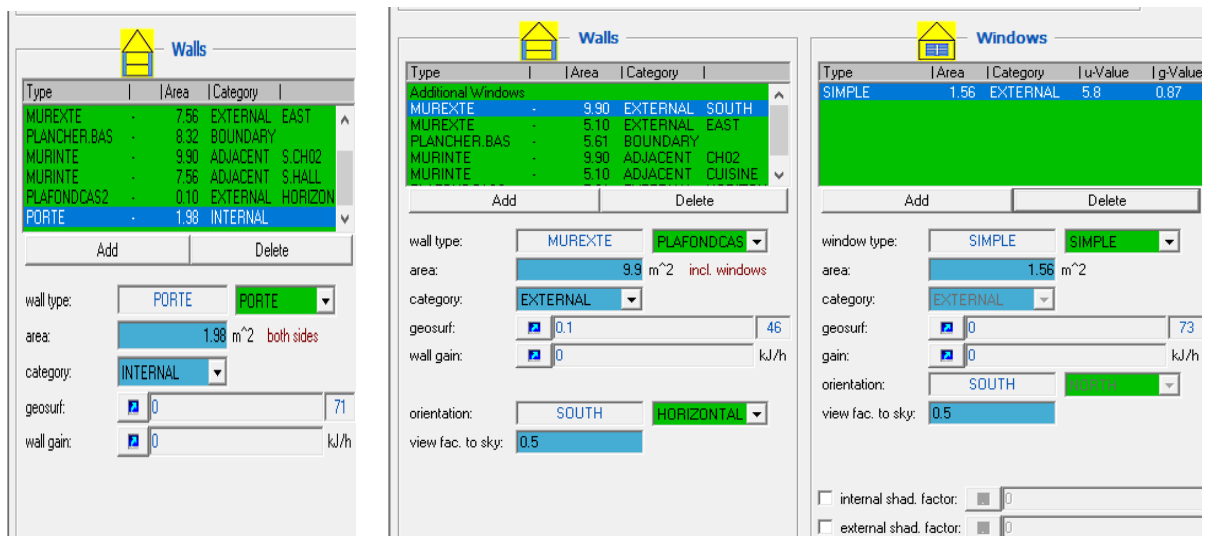 Walls
Type | | Area | Category |
MUREXTE - 7.56 EXTERNAL EAST
PLANCHER.BAS - 8.32 BOUNDARY
MURINTE - 9.90 ADJACENT S.CH02
MURINTE - 7.56 ADJACENT S.HALL
PLAFONDCAS2 - 0.10 EXTERNAL HORIZON
PORTE - 1.98 INTERNAL
Add Delete
wall type: PORTE PORTE
area: 1.98 m^2 both sides
category: INTERNAL
geosurf: 0 71
wall gain: 0 kJ/h
Walls
Type | | Area | Category |
Additional Windows
MUREXTE - 9.90 EXTERNAL SOUTH
MUREXTE - 5.10 EXTERNAL EAST
PLANCHER.BAS - 5.61 BOUNDARY
MURINTE - 9.90 ADJACENT CH02
MURINTE - 5.10 ADJACENT CUISINE
Add Delete
wall type: MUREXTE PLAFONDCAS
area: 9.9 m^2 incl. windows
category: EXTERNAL
geosurf: 0.1 46
wall gain: 0 kJ/h
orientation: SOUTH HORIZONTAL
view fac. to sky: 0.5
Windows
Type | Area | Category | u-Value | g-Value
SIMPLE 1.56 EXTERNAL 5.8 0.87
Add Delete
window type: SIMPLE SIMPLE
area: 1.56 m^2
category: EXTERNAL
geosurf: 0 73
gain: 0 kJ/h
orientation: SOUTH NORTH
view fac. to sky: 0.5
internal shad. factor: 0
external shad. factor: 0